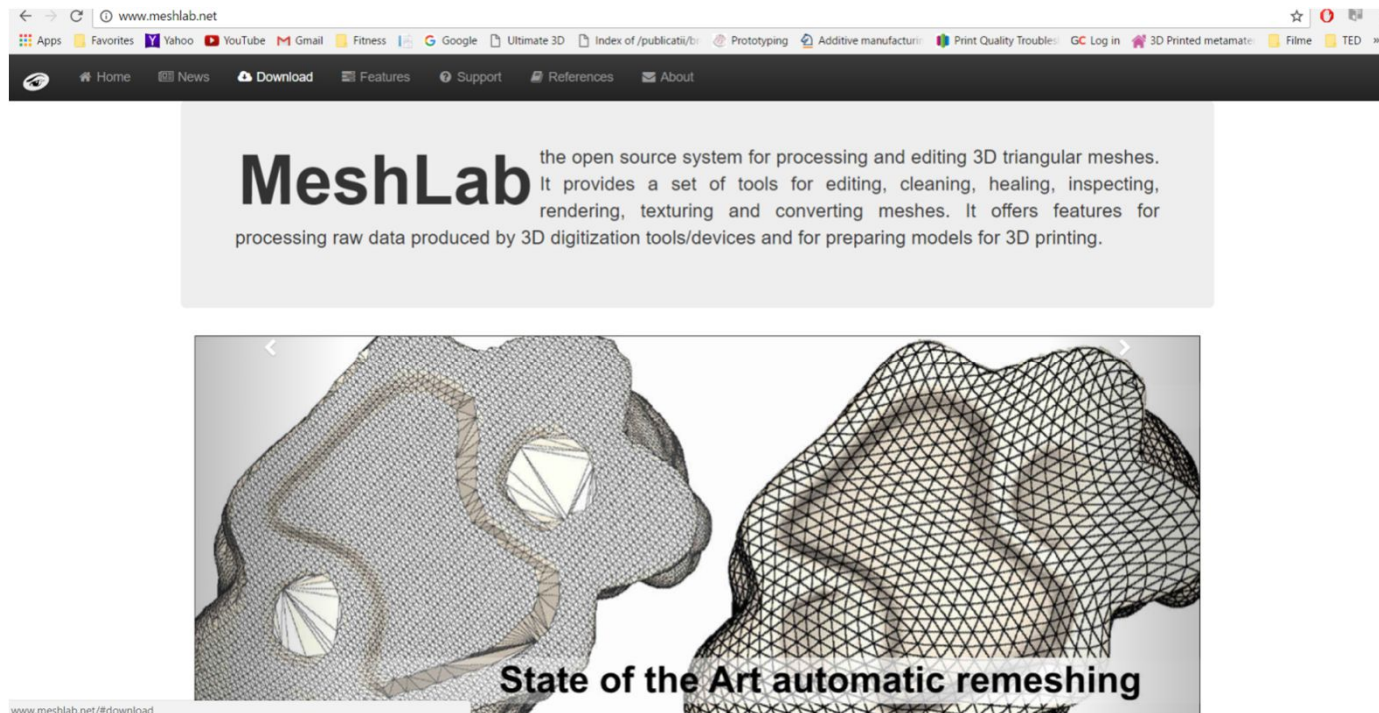 www.meshlab.net
Apps Favorites Yahoo YouTube Gmail Fitness Google Ultimate 3D Index of /publicatii/br Prototyping Additive manufacturin Print Quality Troubles GC Log in 3D Printed metamate Filme TED »
Home News Download Features Support References About
MeshLab the open source system for processing and editing 3D triangular meshes.
It provides a set of tools for editing, cleaning, healing, inspecting,
rendering, texturing and converting meshes. It offers features for
processing raw data produced by 3D digitization tools/devices and for preparing models for 3D printing.
State of the Art automatic remeshing
www.meshlab.net/#download